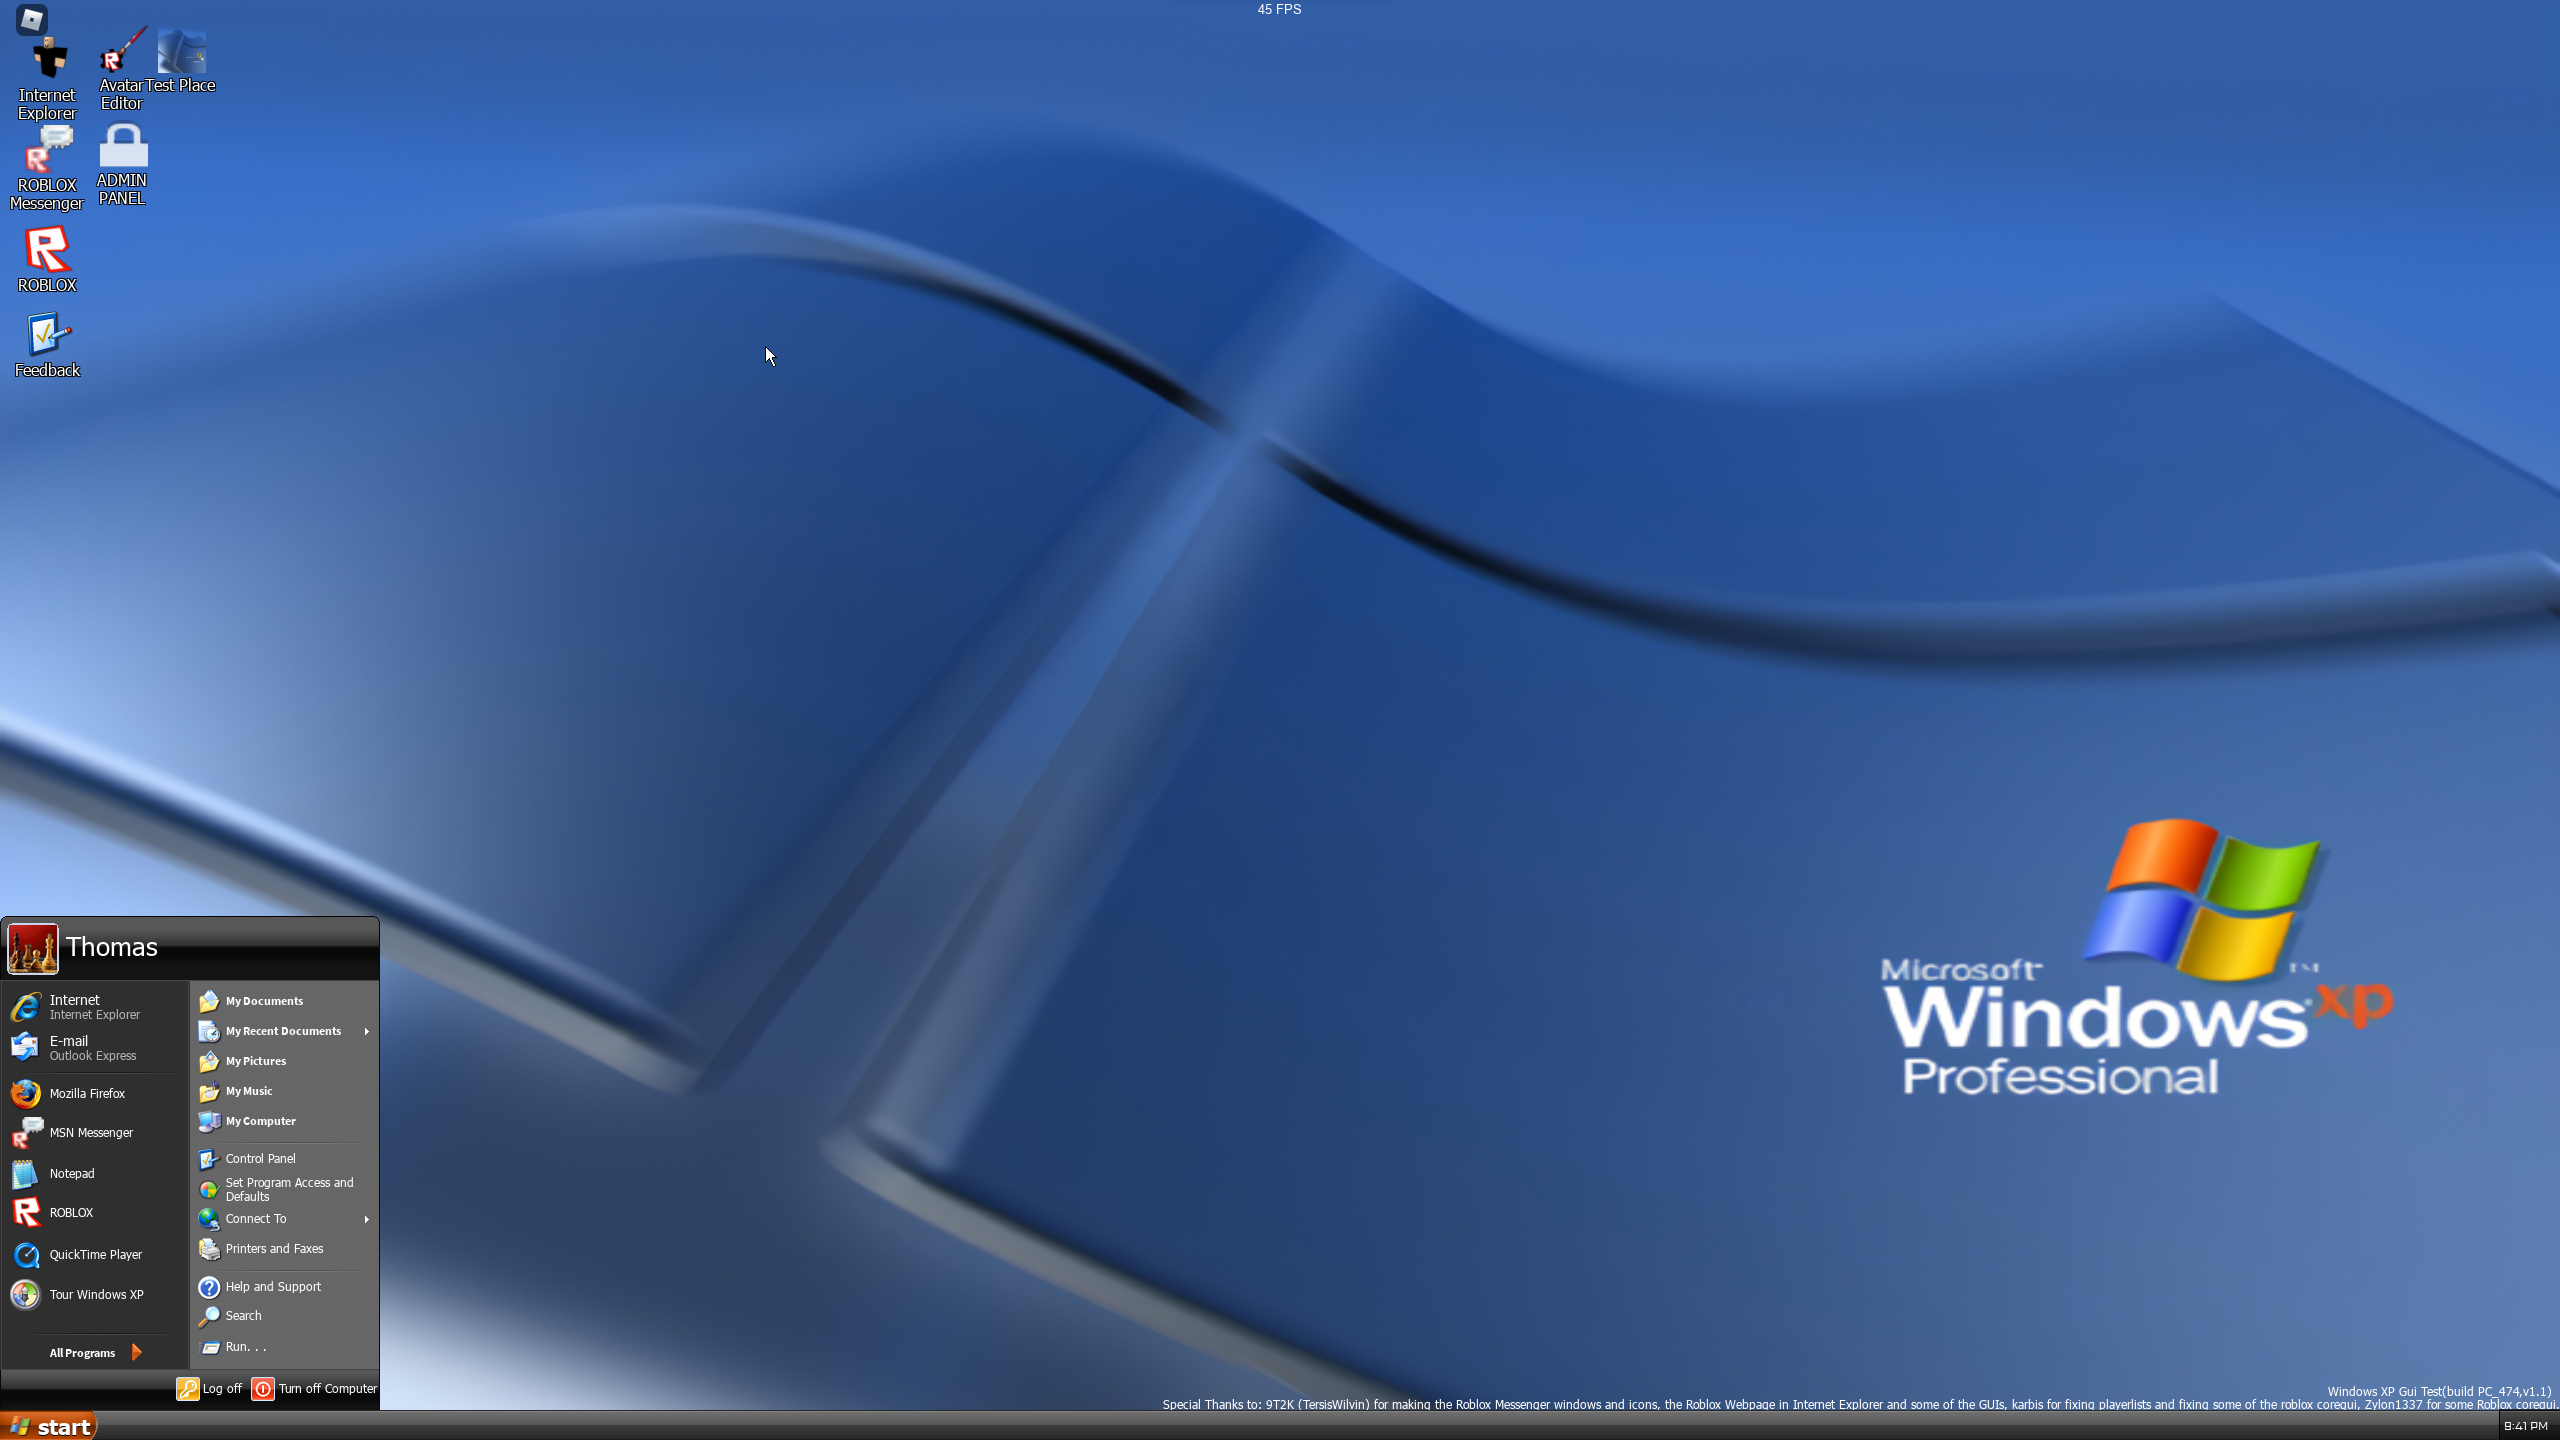 45 FPS
Internet
Explorer
Avatar
Editor
Test Place
ROBLOX
Messenger
ADMIN
PANEL
ROBLOX
Feedback
Microsoft
Windows xp
TM
Professional
Thomas
Internet
Internet Explorer
E-mail
Outlook Express
Mozilla Firefox
MSN Messenger
Notepad
ROBLOX
QuickTime Player
Tour Windows XP
All Programs
My Documents
My Recent Documents
My Pictures
My Music
My Computer
Control Panel
Set Program Access and
Defaults
Connect To
Printers and Faxes
Help and Support
Search
Run. . .
Log off
Turn off Computer
Windows XP Gui Test(build PC_474,v1.1)
Special Thanks to: 9T2K (TersisWilvin) for making the Roblox Messenger windows and icons, the Roblox Webpage in Internet Explorer and some of the GUIs, karbis for fixing playerlists and fixing some of the roblox coregui, Zylon1337 for some Roblox coregui.
start
9:41 PM